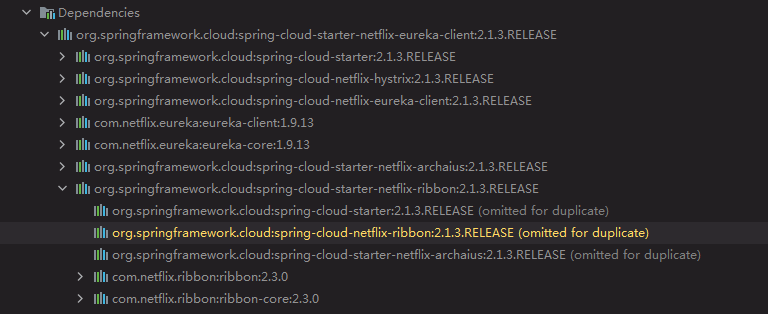 Dependencies
org.springframework.cloud:spring-cloud-starter-netflix-eureka-client:2.1.3.RELEASE
org.springframework.cloud:spring-cloud-starter:2.1.3.RELEASE
org.springframework.cloud:spring-cloud-netflix-hystrix:2.1.3.RELEASE
org.springframework.cloud:spring-cloud-netflix-eureka-client:2.1.3.RELEASE
com.netflix.eureka:eureka-client:1.9.13
com.netflix.eureka:eureka-core:1.9.13
org.springframework.cloud:spring-cloud-starter-netflix-archaius:2.1.3.RELEASE
org.springframework.cloud:spring-cloud-starter-netflix-ribbon:2.1.3.RELEASE
org.springframework.cloud:spring-cloud-starter:2.1.3.RELEASE (omitted for duplicate)
org.springframework.cloud:spring-cloud-netflix-ribbon:2.1.3.RELEASE (omitted for duplicate)
org.springframework.cloud:spring-cloud-starter-netflix-archaius:2.1.3.RELEASE (omitted for duplicate)
com.netflix.ribbon:ribbon:2.3.0
com.netflix.ribbon:ribbon-core:2.3.0